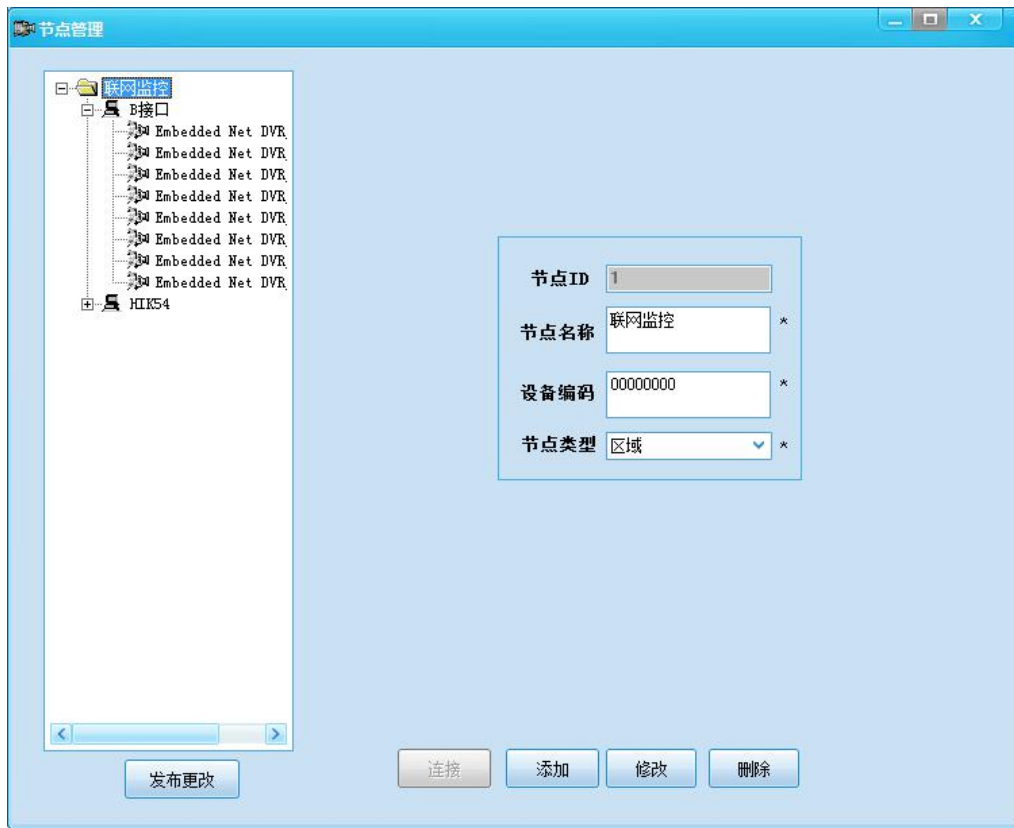 节点管理
联网监控
B接口
Embedded Net DVR
Embedded Net DVR
Embedded Net DVR
Embedded Net DVR
Embedded Net DVR
Embedded Net DVR
Embedded Net DVR
Embedded Net DVR
HIK54
节点ID 1
节点名称 联网监控 *
设备编码 00000000 *
节点类型 区域 *
发布更改
连接 添加 修改 删除